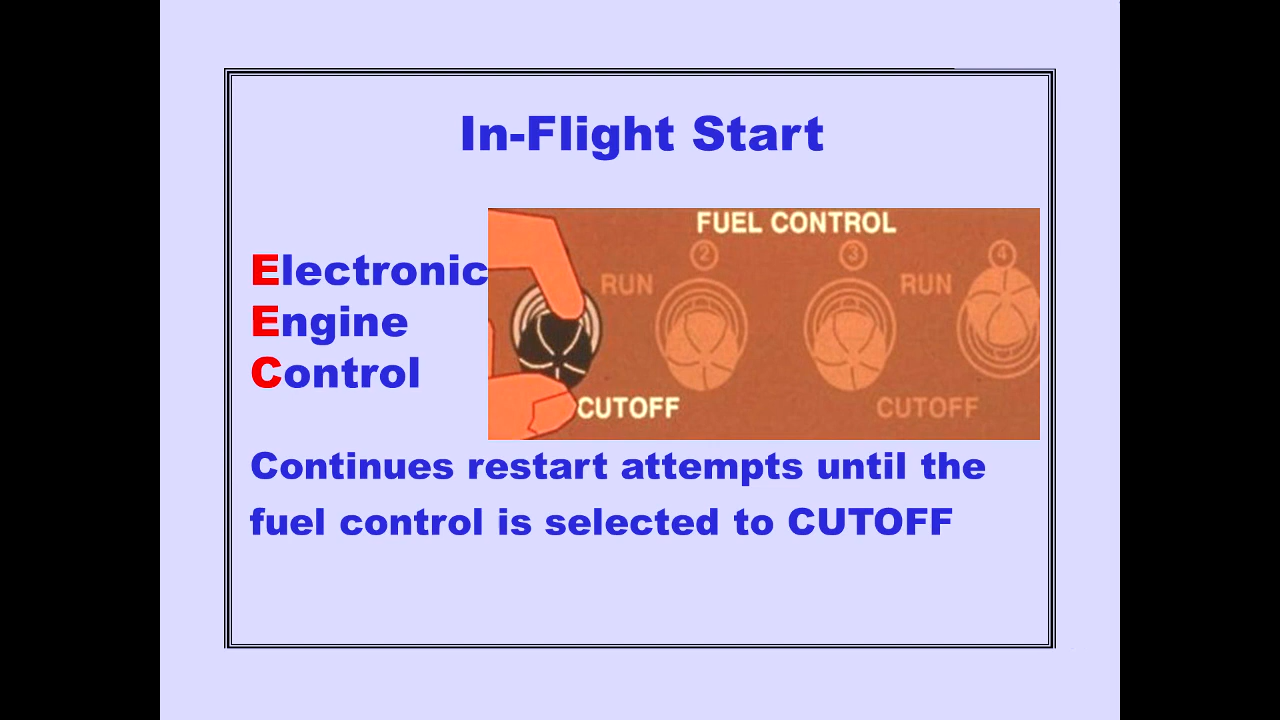 In-Flight Start
Electronic
Engine
Control
FUEL CONTROL
2 3 4
RUN RUN
CUTOFF CUTOFF
Continues restart attempts until the
fuel control is selected to CUTOFF